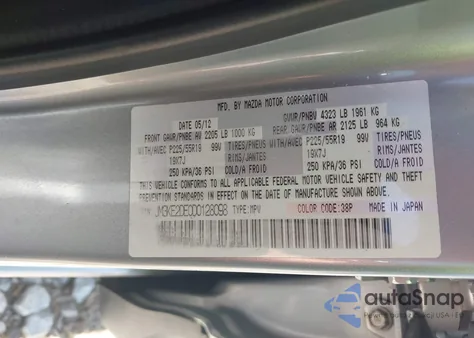 MFD. BY MAZDA MOTOR CORPORATION
DATE 05/12 GVWR/PNBV 4323 LB 1961 KG
FRONT GAWR/PNBE AV 2205 LB 1000 KG REAR GAWR/PNBE AR 2125 LB 964 KG
WITH/AVEC P225/55R19 99V TIRES/PNEUS WITH/AVEC P225/55R19 99V TIRES/PNEUS
19X7J 19X7J
250 KPA/36 PSI COLD/A FROID 250 KPA/36 PSI COLD/A FROID
THIS VEHICLE CONFORMS TO ALL APPLICABLE FEDERAL MOTOR VEHICLE SAFETY AND THEFT
PREVENTION STANDARDS IN EFFECT ON THE DATE OF MANUFACTURE SHOWN ABOVE.
TYPE:MPV COLOR CODE:38P MADE IN JAPAN
autoSnap